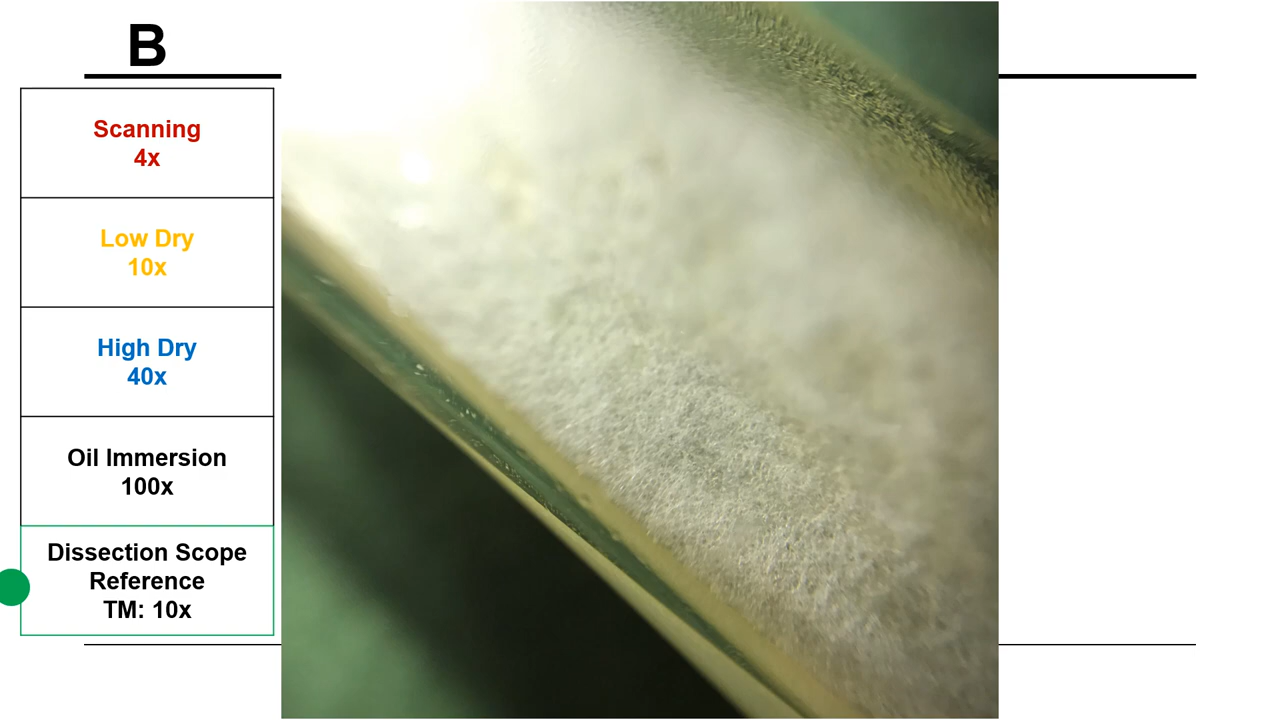 B
Scanning
4x
Low Dry
10x
High Dry
40x
Oil Immersion
100x
Dissection Scope
Reference
TM: 10x